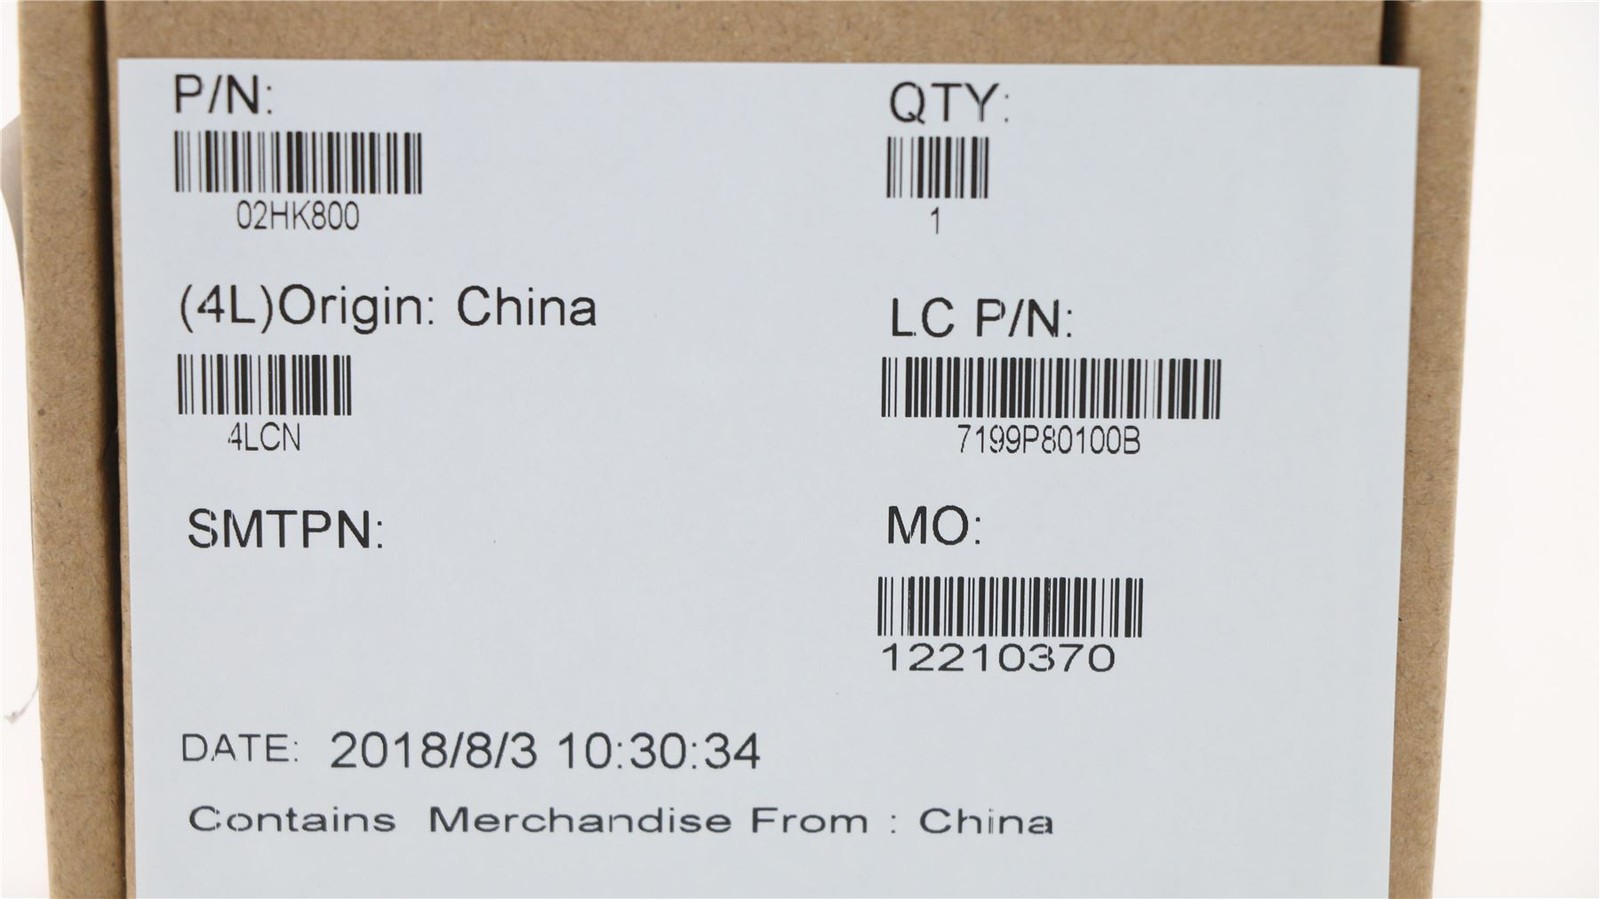 P/N:
02HK800
QTY:
1
(4L)Origin: China
4LCN
LC P/N:
7199P80100B
SMTPN:
MO:
12210370
DATE: 2018/8/3 10:30:34
Contains Merchandise From : China